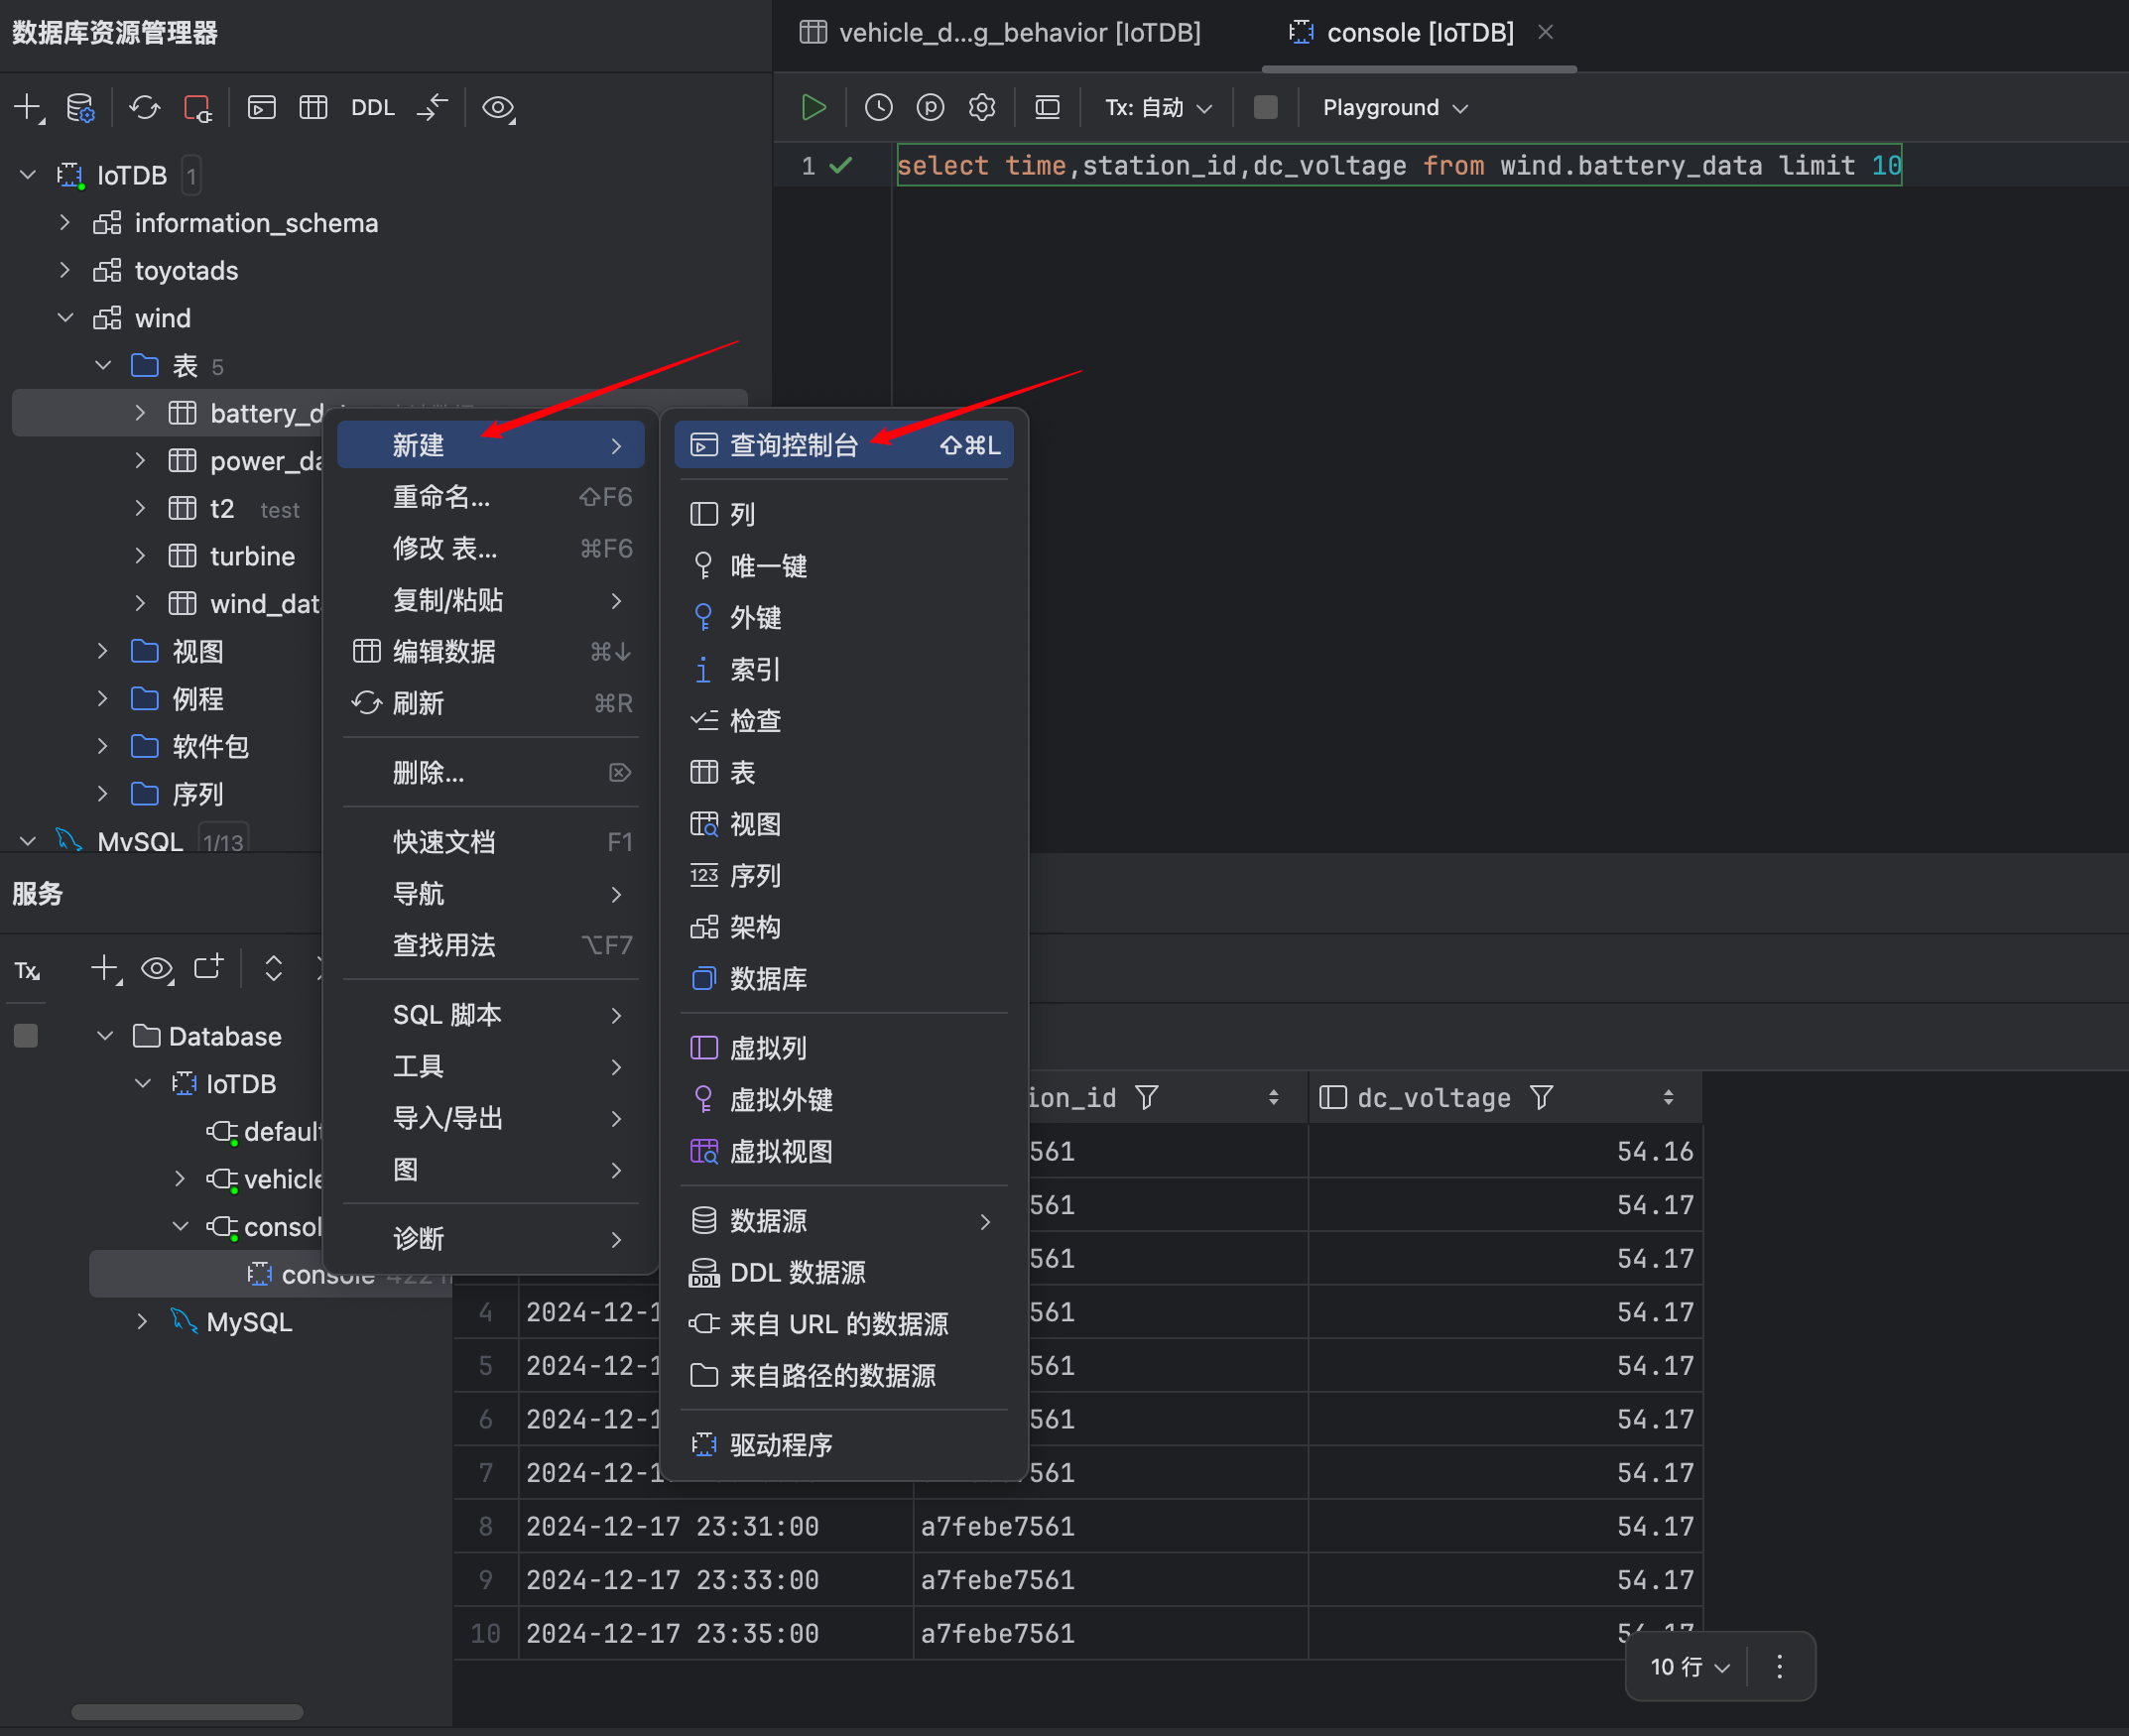 数据库资源管理器
vehicle_d...g_behavior [IoTDB]
console [IoTDB]
DDL
Tx: 自动
Playground
1
select time,station_id,dc_voltage from wind.battery_data limit 10
IoTDB 1
information_schema
toyotads
wind
表 5
battery_d
power_da
t2 test
turbine
wind_dat
视图
例程
软件包
序列
MySQL 1/13
新建
重命名... ⇧F6
修改 表... ⌘F6
复制/粘贴
编辑数据 ⌘↓
刷新 ⌘R
删除...
快速文档 F1
导航
查找用法 ⌥F7
SQL 脚本
工具
导入/导出
图
诊断
查询控制台 ⇧⌘L
列
唯一键
外键
索引
检查
表
视图
123 序列
架构
数据库
虚拟列
虚拟外键
虚拟视图
数据源
DDL DDL 数据源
来自 URL 的数据源
来自路径的数据源
驱动程序
服务
Tx
Database
IoTDB
default
vehicle
consol
console 422
MySQL
ion_id dc_voltage
561 54.16
561 54.17
561 54.17
4 2024-12-1 561 54.17
5 2024-12-1 561 54.17
6 2024-12-1 561 54.17
7 2024-12-1 561 54.17
8 2024-12-17 23:31:00 a7febe7561 54.17
9 2024-12-17 23:33:00 a7febe7561 54.17
10 2024-12-17 23:35:00 a7febe7561 54.17
10 行